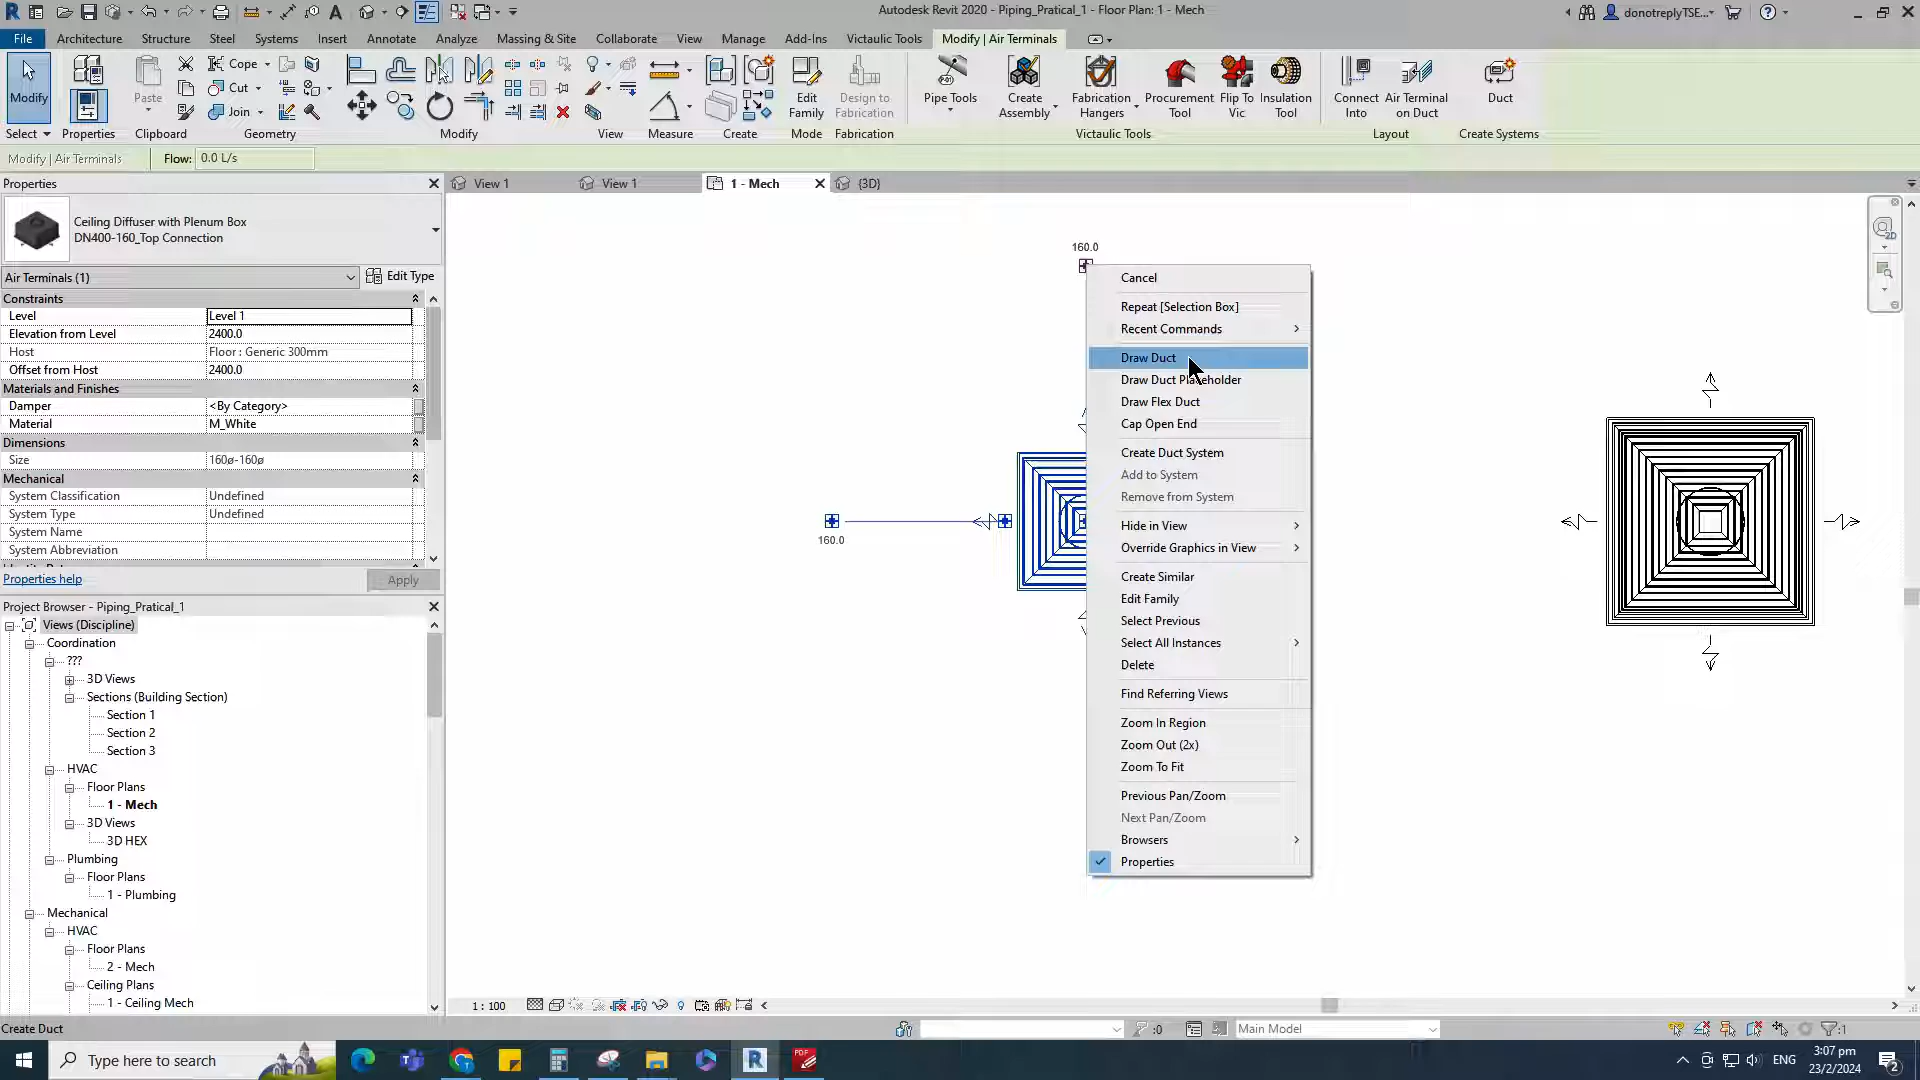 Autodesk Revit 2020 - Piping_Pratical_1 - Floor Plan: 1 - Mech
donotreplyTSE...
File
Architecture
Structure
Steel
Systems
Insert
Annotate
Analyze
Massing & Site
Collaborate
View
Manage
Add-Ins
Victaulic Tools
Modify | Air Terminals
Modify
Paste
Cope
Cut
Join
Edit Family
Design to Fabrication
Pipe Tools
Create Assembly
Fabrication Hangers
Procurement Tool
Flip To Vic
Insulation Tool
Connect Into
Air Terminal on Duct
Duct
Select
Properties
Clipboard
Geometry
Modify
View
Measure
Create
Mode
Fabrication
Victaulic Tools
Layout
Create Systems
Modify | Air Terminals
Flow: 0.0 L/s
Properties
View 1
View 1
1 - Mech
{3D}
Ceiling Diffuser with Plenum Box
DN400-160_Top Connection
Air Terminals (1)
Edit Type
Constraints
Level Level 1
Elevation from Level 2400.0
Host Floor : Generic 300mm
Offset from Host 2400.0
Materials and Finishes
Damper <By Category>
Material M_White
Dimensions
Size 160ø-160ø
Mechanical
System Classification Undefined
System Type Undefined
System Name
System Abbreviation
Properties help
Apply
Project Browser - Piping_Pratical_1
Views (Discipline)
Coordination
???
3D Views
Sections (Building Section)
Section 1
Section 2
Section 3
HVAC
Floor Plans
1 - Mech
3D Views
3D HEX
Plumbing
Floor Plans
1 - Plumbing
Mechanical
HVAC
Floor Plans
2 - Mech
Ceiling Plans
1 - Ceiling Mech
160.0
160.0
Cancel
Repeat [Selection Box]
Recent Commands
Draw Duct
Draw Duct Placeholder
Draw Flex Duct
Cap Open End
Create Duct System
Add to System
Remove from System
Hide in View
Override Graphics in View
Create Similar
Edit Family
Select Previous
Select All Instances
Delete
Find Referring Views
Zoom In Region
Zoom Out (2x)
Zoom To Fit
Previous Pan/Zoom
Next Pan/Zoom
Browsers
Properties
1 : 100
Create Duct
:0
Main Model
:1
Type here to search
ENG
3:07 pm
23/2/2024
2